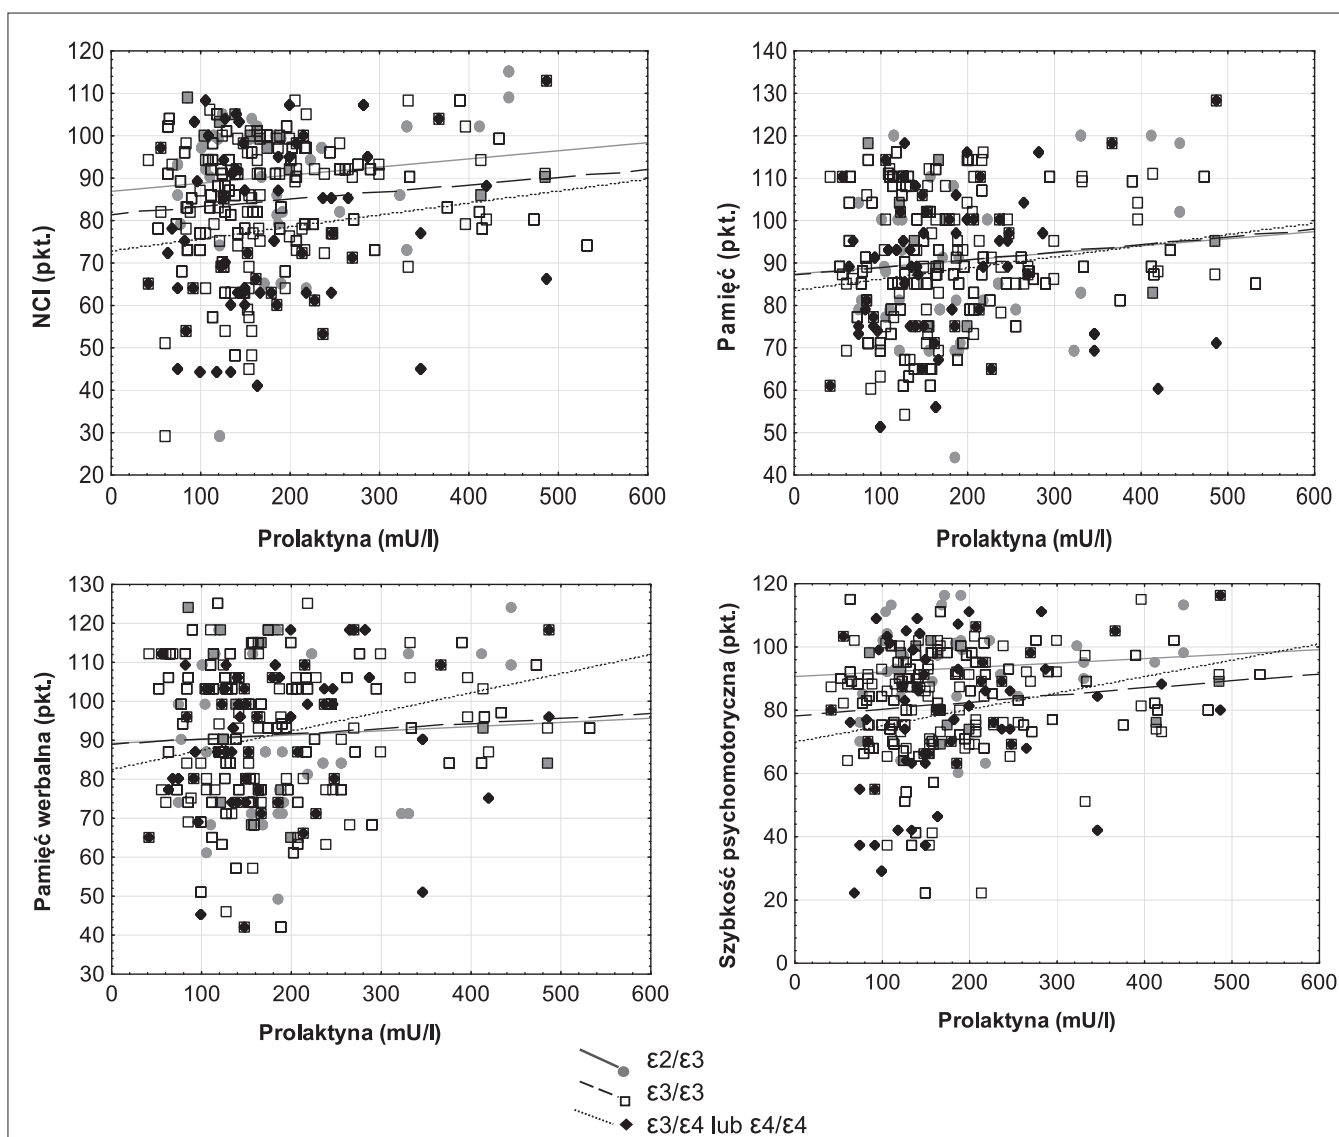 120
110
100
90
80
70
60
50
40
30
20
NCI (pkt.)
0 100 200 300 400 500 600
Prolaktyna (mU/l)
140
130
120
110
100
90
80
70
60
50
40
Pamięć (pkt.)
0 100 200 300 400 500 600
Prolaktyna (mU/l)
130
120
110
100
90
80
70
60
50
40
30
Pamięć werbalna (pkt.)
0 100 200 300 400 500 600
Prolaktyna (mU/l)
120
100
80
60
40
20
0
Szybkość psychomotoryczna (pkt.)
0 100 200 300 400 500 600
Prolaktyna (mU/l)
ε2/ε3
ε3/ε3
ε3/ε4 lub ε4/ε4